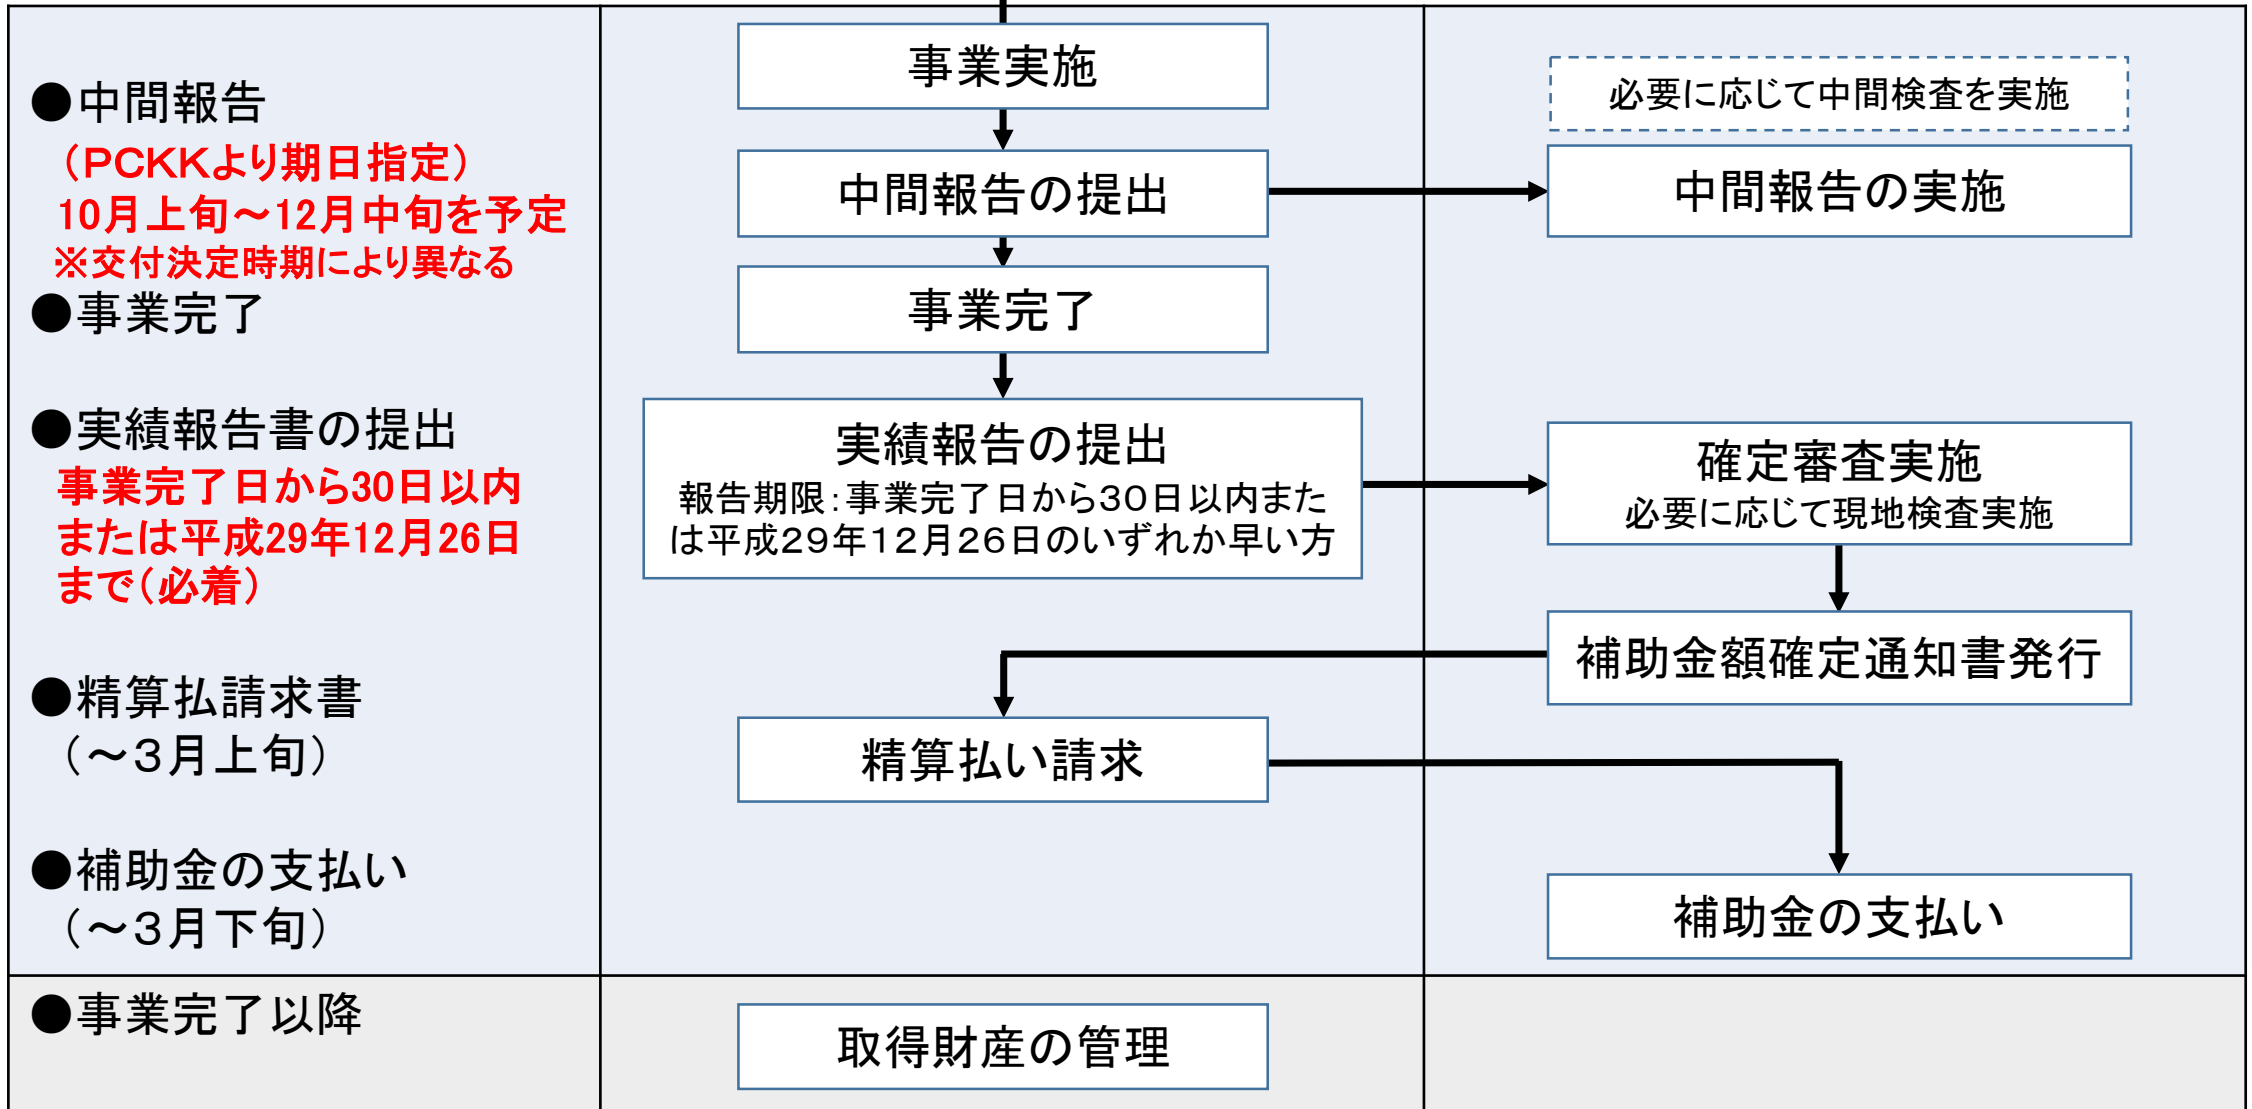 ●中間報告
（ＰＣＫＫより期日指定）
10月上旬～12月中旬を予定
※交付決定時期により異なる
●事業完了
●実績報告書の提出
事業完了日から30日以内
または平成29年12月26日
まで（必着）
●精算払請求書
（～３月上旬）
●補助金の支払い
（～３月下旬）
●事業完了以降
事業実施
中間報告の提出
事業完了
実績報告の提出
報告期限：事業完了日から３０日以内また
は平成２９年１２月２６日のいずれか早い方
精算払い請求
取得財産の管理
必要に応じて中間検査を実施
中間報告の実施
確定審査実施
必要に応じて現地検査実施
補助金額確定通知書発行
補助金の支払い